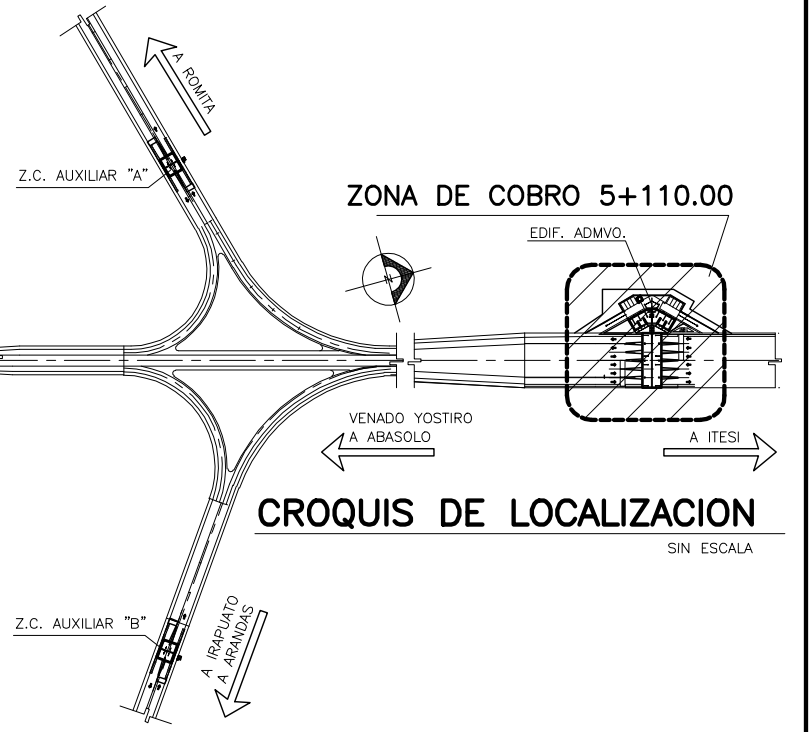 A ROMITA
Z.C. AUXILIAR "A"
ZONA DE COBRO 5+110.00
EDIF. ADMVO.
N
VENADO YOSTIRO
A ABASOLO
A ITESI
CROQUIS DE LOCALIZACION
SIN ESCALA
Z.C. AUXILIAR "B"
A IRAPUATO
A ARANDAS